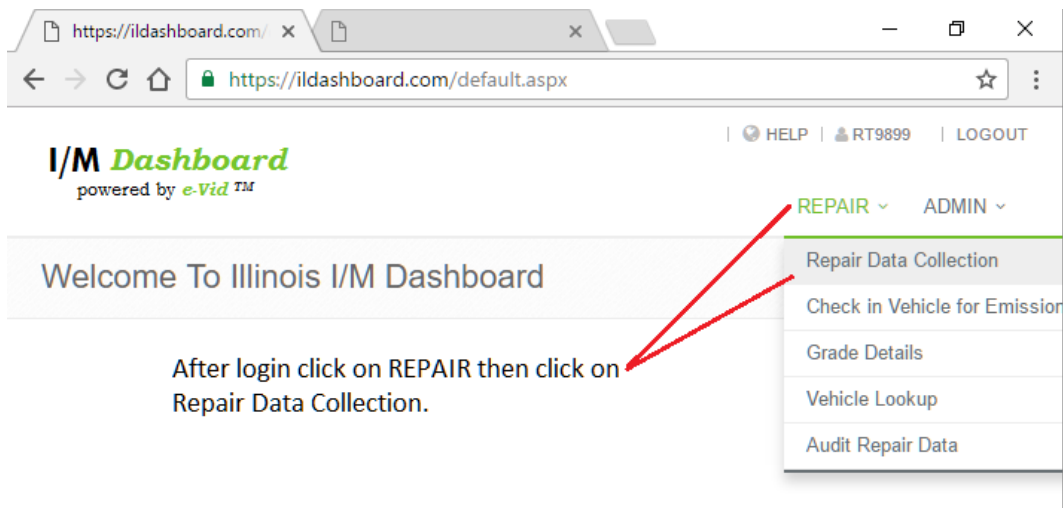 https://ildashboard.com/
https://ildashboard.com/default.aspx
| HELP | RT9899 | LOGOUT
I/M Dashboard
powered by e-Vid TM
REPAIR ADMIN
Welcome To Illinois I/M Dashboard
Repair Data Collection
Check in Vehicle for Emission
Grade Details
Vehicle Lookup
Audit Repair Data
After login click on REPAIR then click on
Repair Data Collection.